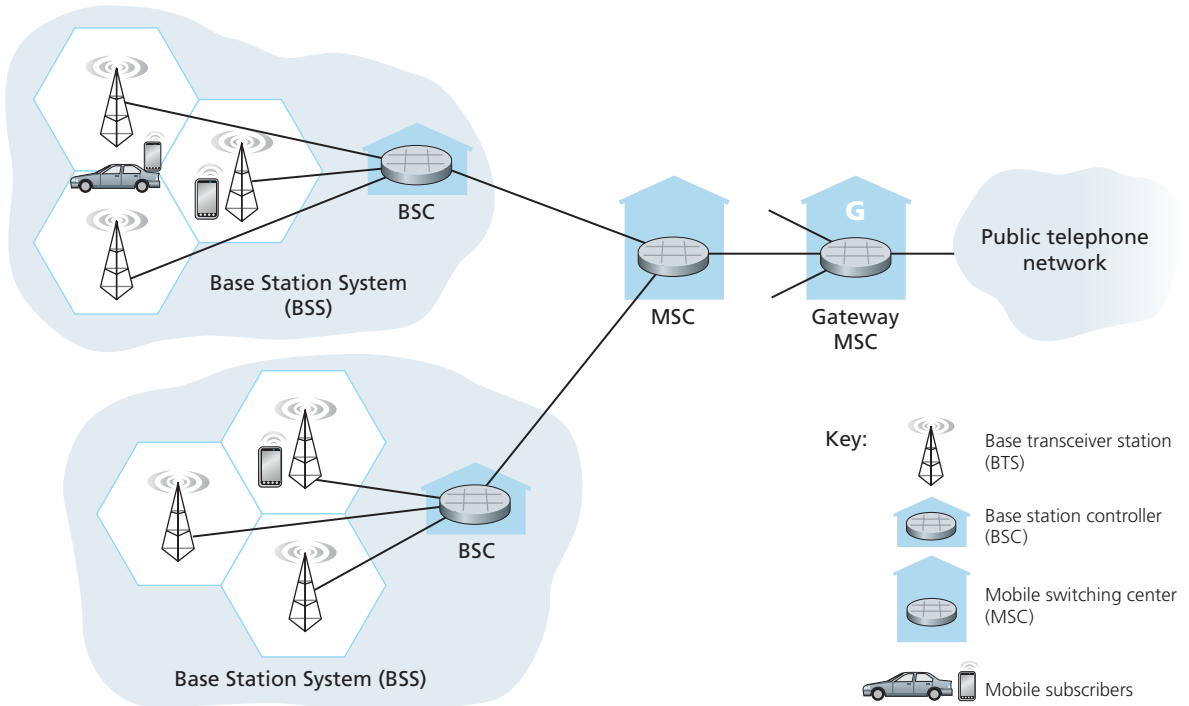 BSC
Base Station System
(BSS)
MSC
G
Gateway
MSC
Public telephone
network
BSC
Base Station System (BSS)
Key:
Base transceiver station
(BTS)
Base station controller
(BSC)
Mobile switching center
(MSC)
Mobile subscribers